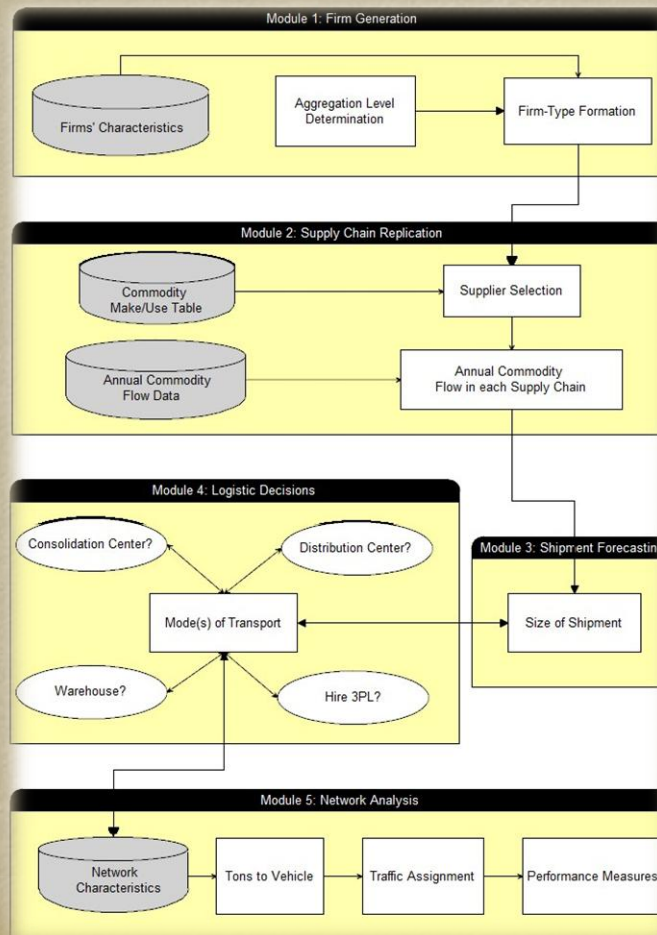 Module 1: Firm Generation
Firms' Characteristics
Aggregation Level
Determination
Firm-Type Formation
Module 2: Supply Chain Replication
Commodity
Make/Use Table
Supplier Selection
Annual Commodity
Flow Data
Annual Commodity
Flow in each Supply Chain
Module 4: Logistic Decisions
Consolidation Center?
Distribution Center?
Mode(s) of Transport
Warehouse?
Hire 3PL?
Module 3: Shipment Forecastin
Size of Shipment
Module 5: Network Analysis
Network
Characteristics
Tons to Vehicle
Traffic Assignment
Performance Measures